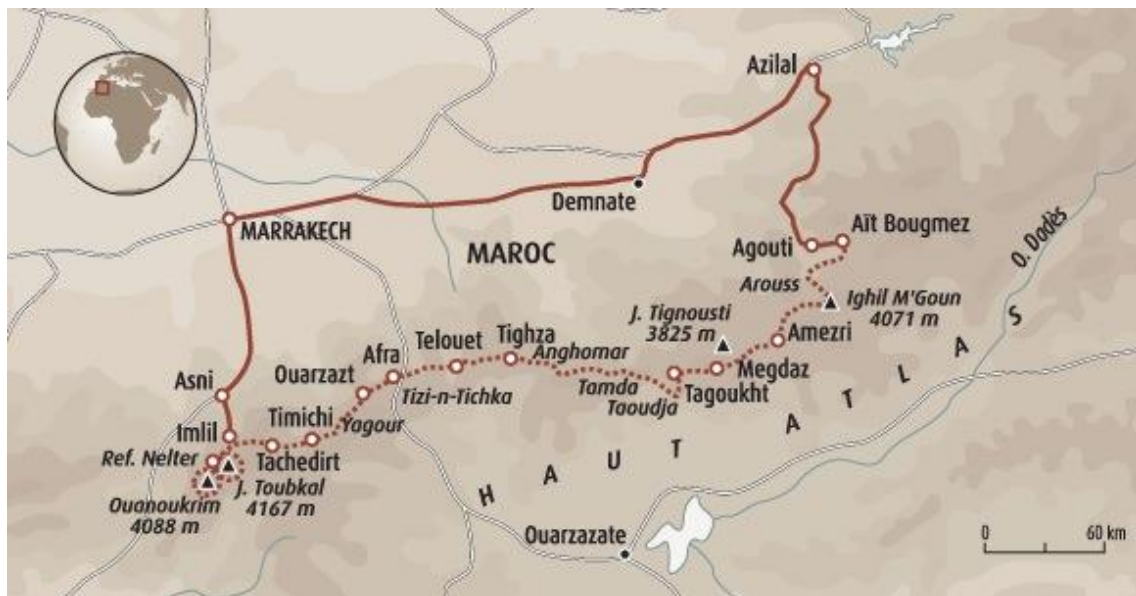 Azilal
Demnate
MARRAKECH
MAROC
Agouti
Aït Bougmez
O. Dadès
Arouss
Ighil M'Goun
4071 m
J. Tignousti
3825 m
Amezri
Telouet
Tighza
Anghomar
Afra
Megdaz
Ouarzazt
Tizi-n-Tichka
Tamda
Tagoukht
Taoudja
Asni
Timichi
Yagour
Imlil
Ref. Nelter
Tachedirt
J. Toubkal
4167 m
Ouanoukrim
4088 m
HAUT ATLAS
Ouarzazate
0 60 km